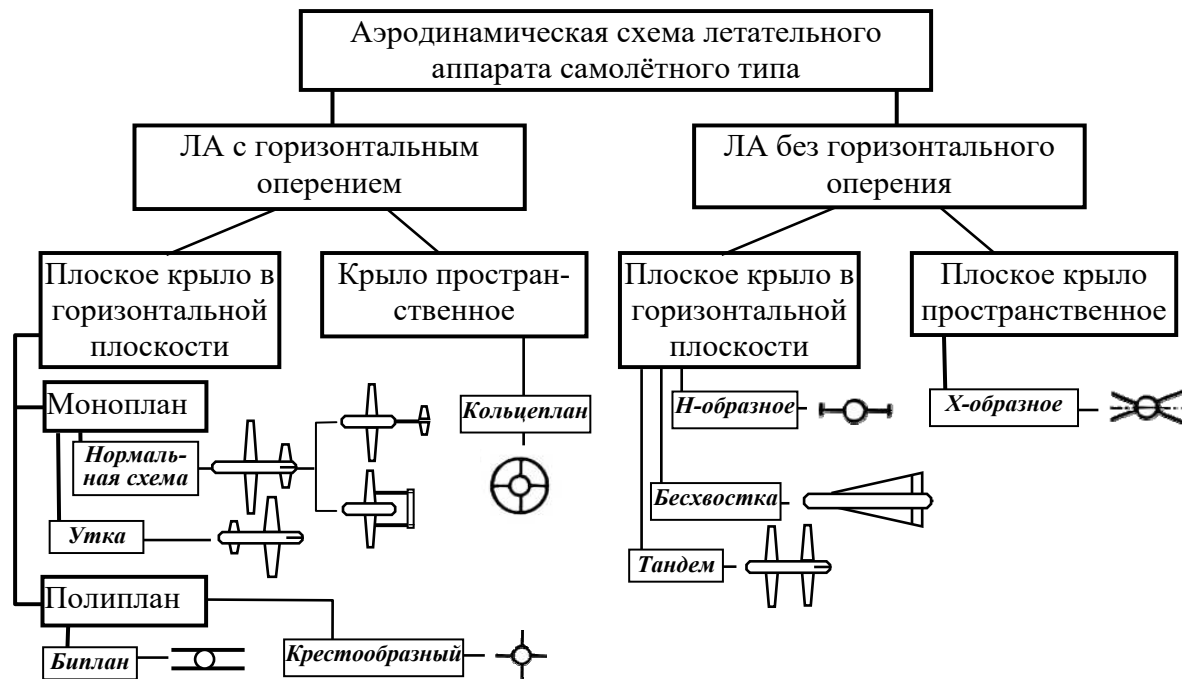 Аэродинамическая схема летательного
аппарата самолётного типа
ЛА с горизонтальным
оперением
ЛА без горизонтального
оперения
Плоское крыло в
горизонтальной
плоскости
Крыло простран-
ственное
Плоское крыло в
горизонтальной
плоскости
Плоское крыло
пространственное
Моноплан
Кольцеплан
Н-образное
Х-образное
Нормаль-
ная схема
Бесхвостка
Утка
Тандем
Полиплан
Биплан
Крестообразный